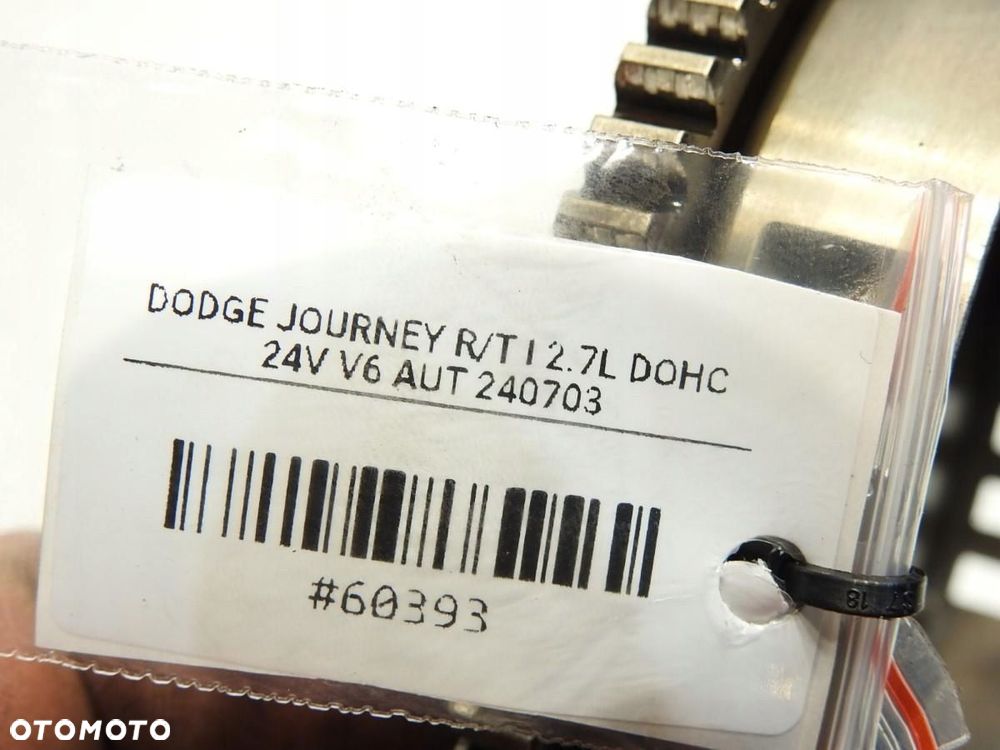 DODGE JOURNEY R/T I 2.7L DOHC
24V V6 AUT 240703
#60393
OTOMOTO